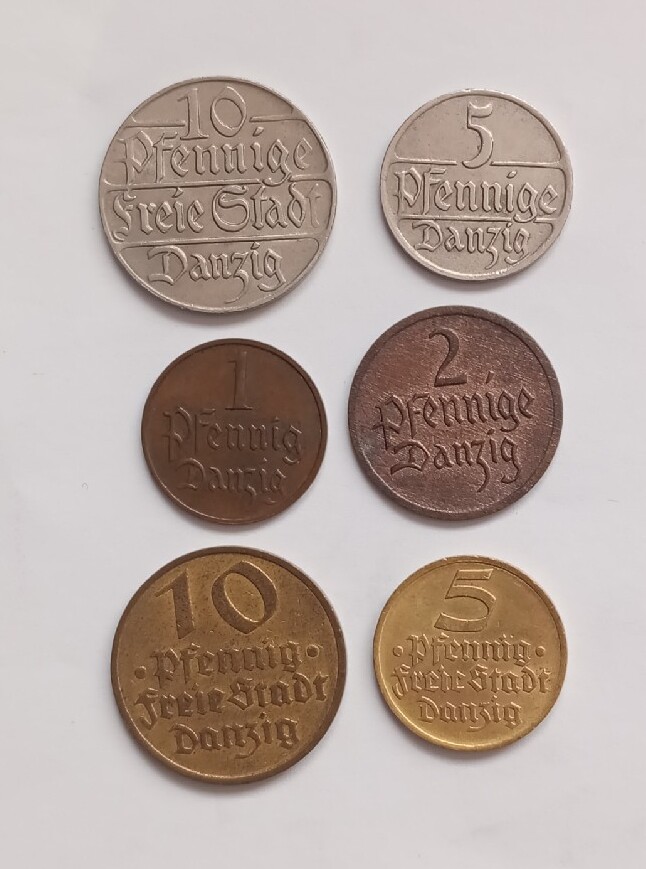 10
Pfennige
Freie Stadt
Danzig
5
Pfennige
Danzig
1
Pfennig
Danzig
2
Pfennige
Danzig
10
· Pfennig ·
Freie Stadt
Danzig
5
· Pfennig ·
Freie Stadt
Danzig